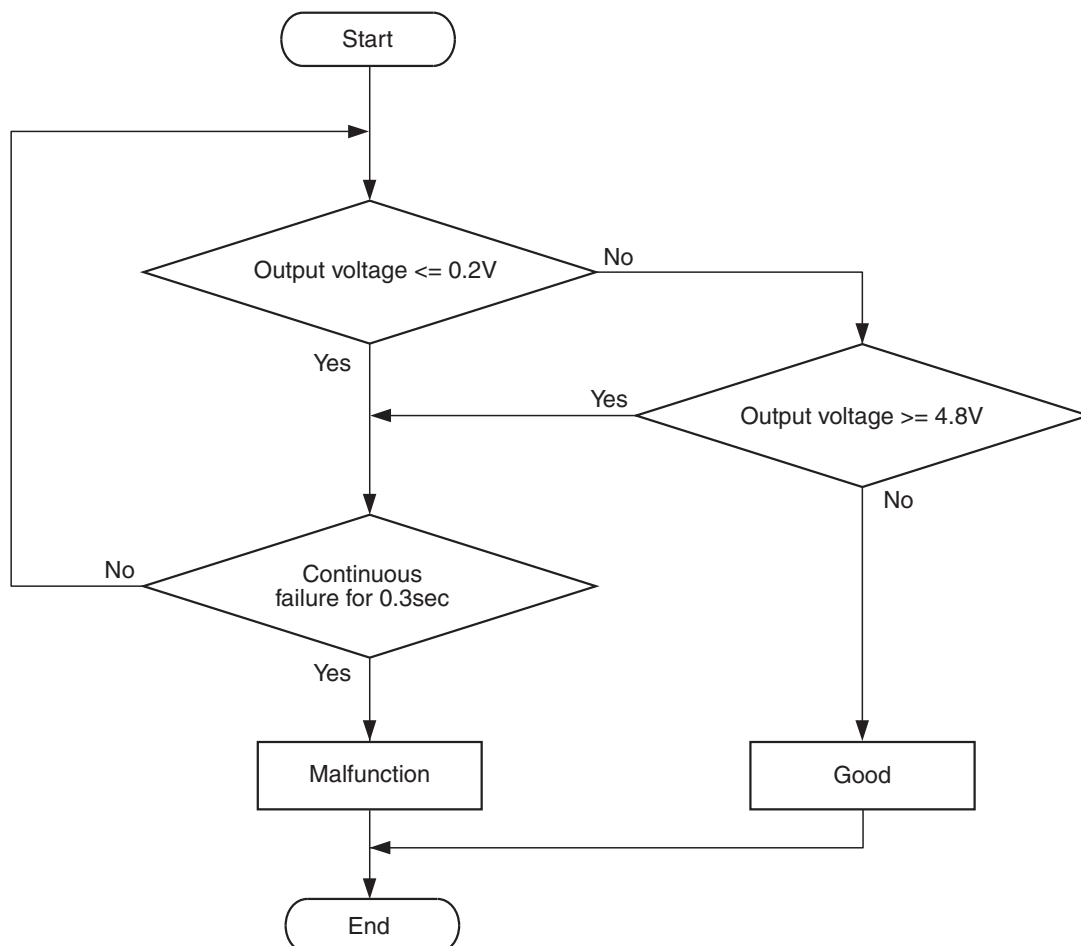 Start
Output voltage <= 0.2V
No
Yes
Yes
Output voltage >= 4.8V
No
No
Continuous
failure for 0.3sec
Yes
Malfunction
Good
End